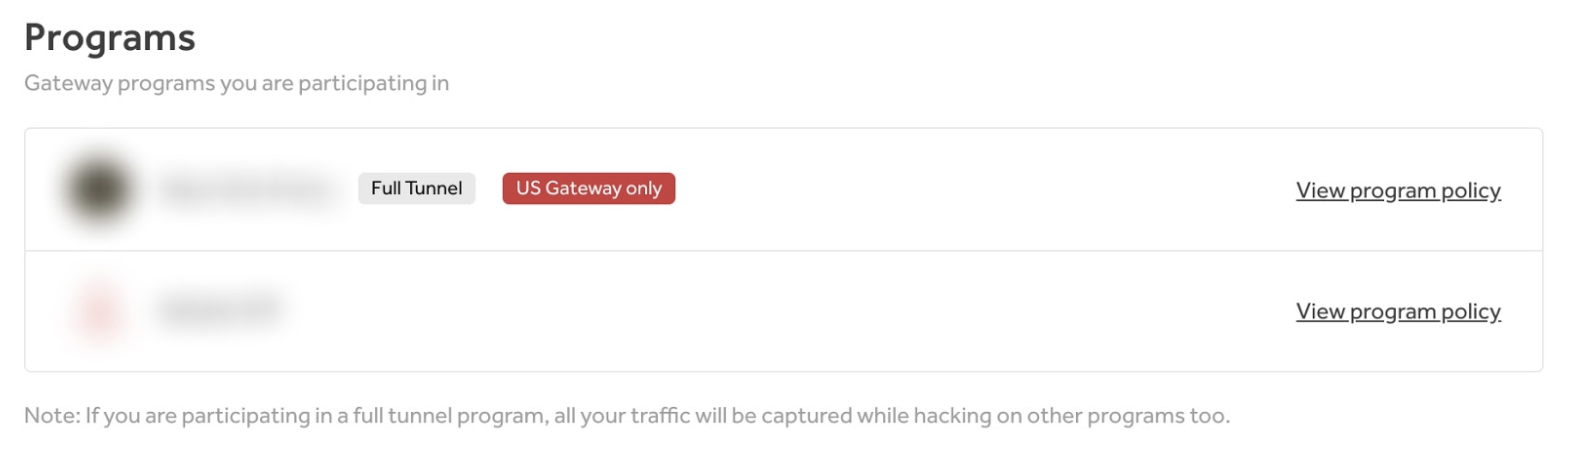 Programs
Gateway programs you are participating in
Full Tunnel US Gateway only View program policy
View program policy
Note: If you are participating in a full tunnel program, all your traffic will be captured while hacking on other programs too.